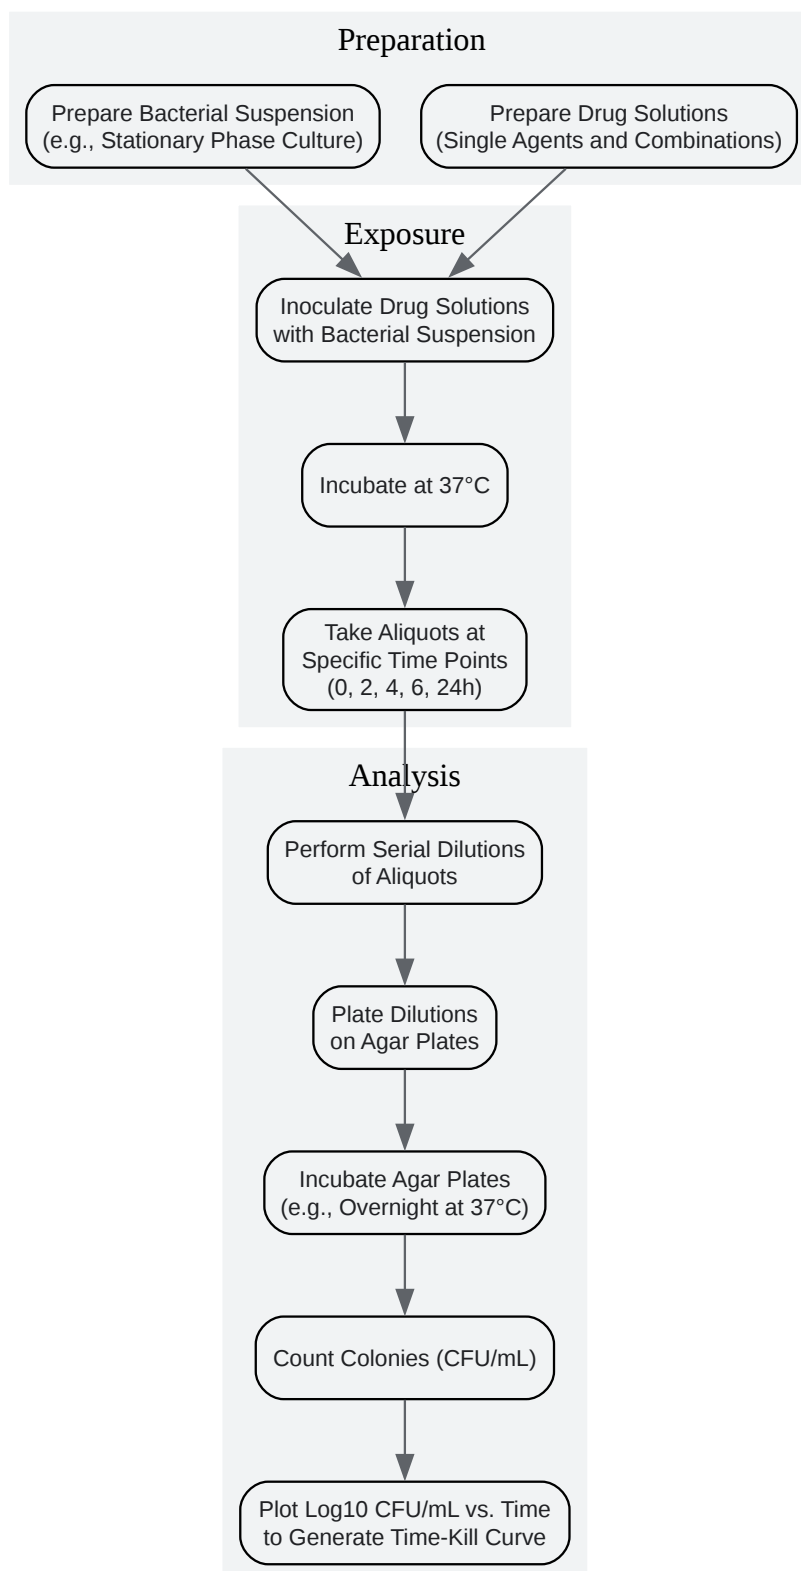 Preparation
Prepare Bacterial Suspension
(e.g., Stationary Phase Culture)
Prepare Drug Solutions
(Single Agents and Combinations)
Exposure
Inoculate Drug Solutions
with Bacterial Suspension
Incubate at 37°C
Take Aliquots at
Specific Time Points
(0, 2, 4, 6, 24h)
Analysis
Perform Serial Dilutions
of Aliquots
Plate Dilutions
on Agar Plates
Incubate Agar Plates
(e.g., Overnight at 37°C)
Count Colonies (CFU/mL)
Plot Log10 CFU/mL vs. Time
to Generate Time-Kill Curve